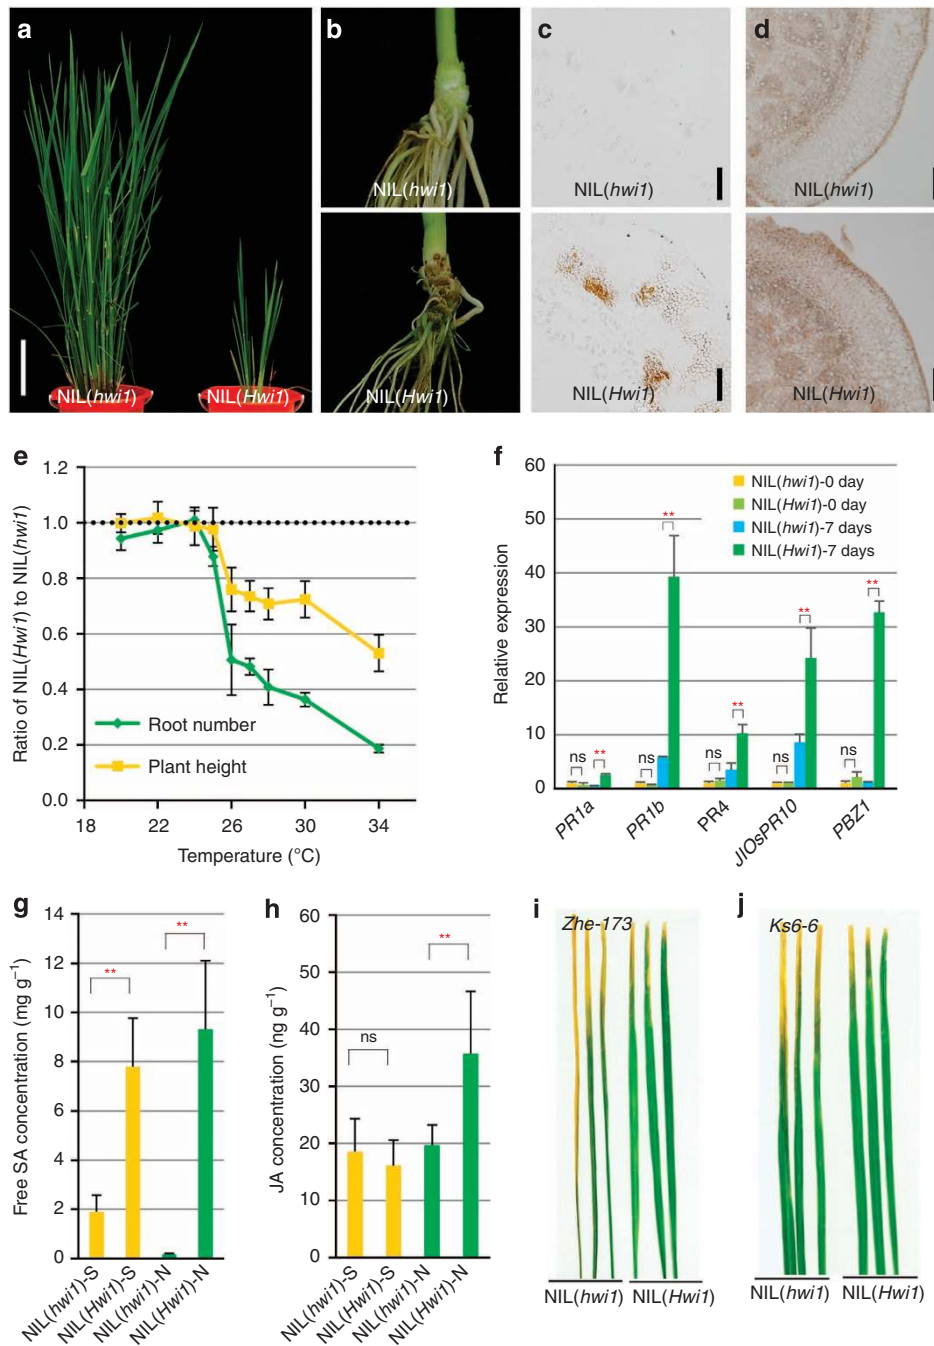 a
NIL(hwi1)
NIL(Hwi1)
b
NIL(hwi1)
NIL(Hwi1)
c
NIL(hwi1)
NIL(Hwi1)
d
NIL(hwi1)
NIL(Hwi1)
e
Ratio of NIL(Hwi1) to NIL(hwi1)
1.2
1.0
0.8
0.6
0.4
0.2
0.0
Root number
Plant height
18 22 26 30 34
Temperature (°C)
f
Relative expression
60
50
40
30
20
10
0
NIL(hwi1)-0 day
NIL(Hwi1)-0 day
NIL(hwi1)-7 days
NIL(Hwi1)-7 days
ns ** ns ** ns ** ns ** ns **
PR1a PR1b PR4 JIOsPR10 PBZ1
g
Free SA concentration (mg g⁻¹)
14
12
10
8
6
4
2
0
** **
NIL(hwi1)-S NIL(Hwi1)-S NIL(hwi1)-N NIL(Hwi1)-N
h
JA concentration (ng g⁻¹)
60
50
40
30
20
10
0
ns **
NIL(hwi1)-S NIL(Hwi1)-S NIL(hwi1)-N NIL(Hwi1)-N
i
Zhe-173
NIL(hwi1) NIL(Hwi1)
j
Ks6-6
NIL(hwi1) NIL(Hwi1)